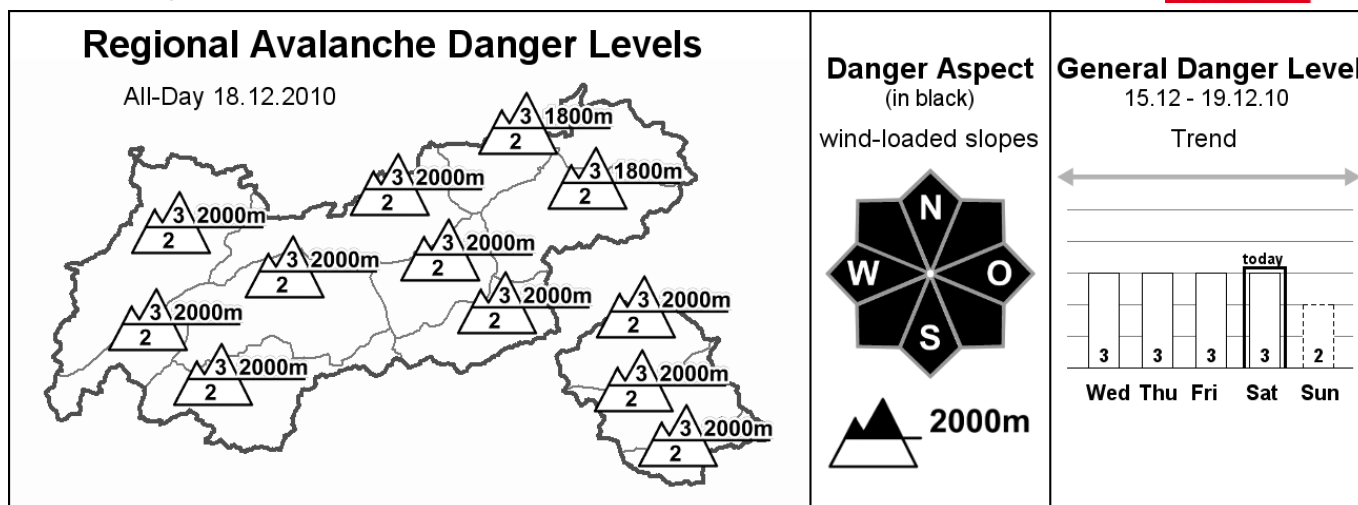 Regional Avalanche Danger Levels
All-Day 18.12.2010
3 1800m
2
3 1800m
2
3 2000m
2
3 2000m
2
3 2000m
2
3 2000m
2
3 2000m
2
3 2000m
2
3 2000m
2
3 2000m
2
3 2000m
2
3 2000m
2
Danger Aspect
(in black)
wind-loaded slopes
N
W O
S
2000m
General Danger Level
15.12 - 19.12.10
Trend
today
3 3 3 3 2
Wed Thu Fri Sat Sun